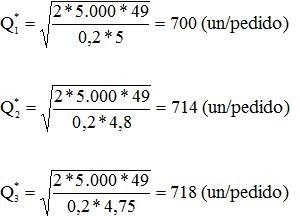 Q₁* = √(2*5.000*49 / 0,2*5) = 700 (un/pedido)
Q₂* = √(2*5.000*49 / 0,2*4,8) = 714 (un/pedido)
Q₃* = √(2*5.000*49 / 0,2*4,75) = 718 (un/pedido)